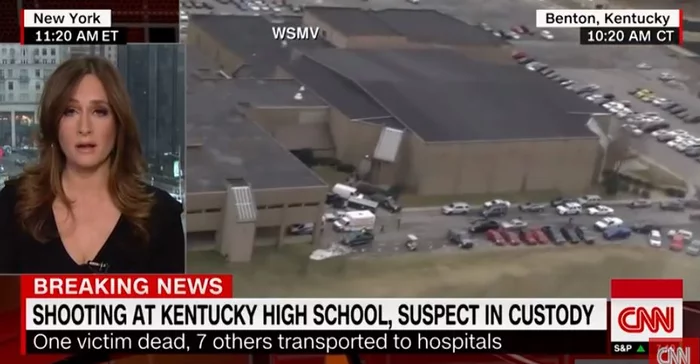 New York
11:20 AM ET
WSMV
Benton, Kentucky
10:20 AM CT
BREAKING NEWS
SHOOTING AT KENTUCKY HIGH SCHOOL, SUSPECT IN CUSTODY
One victim dead, 7 others transported to hospitals
CNN
S&P
CNN